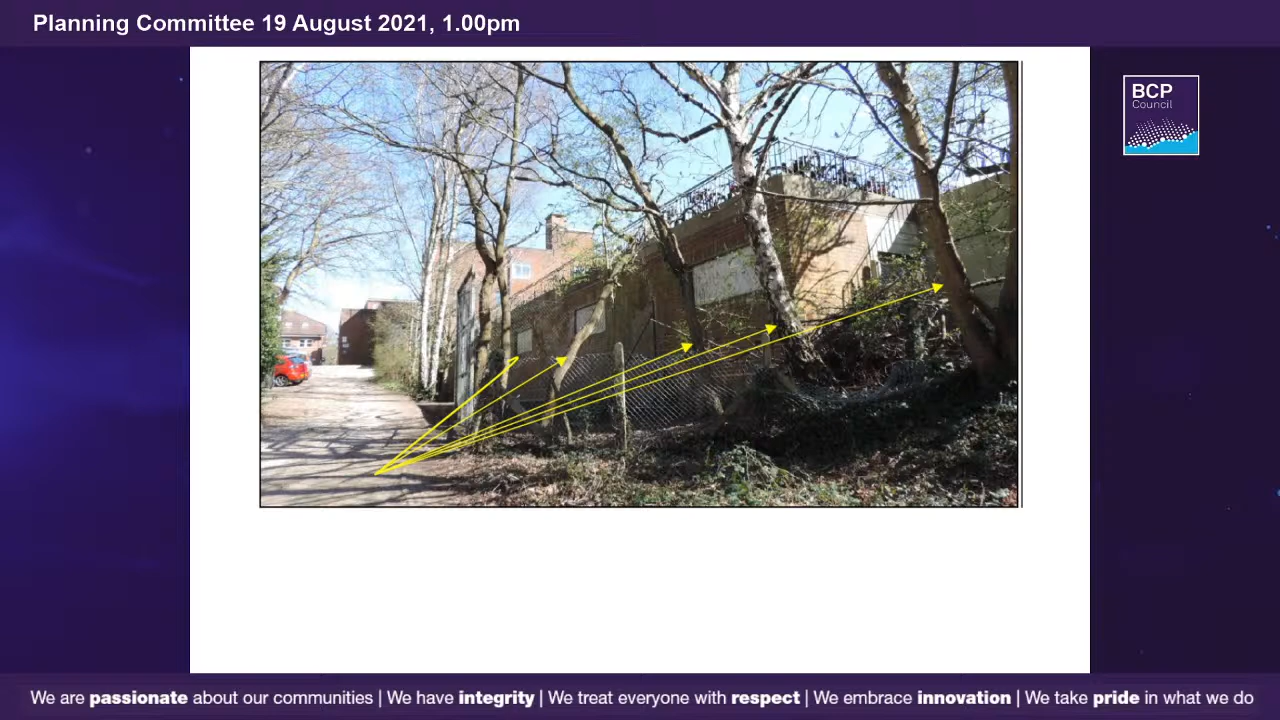 Planning Committee 19 August 2021, 1.00pm
BCP
Council
We are passionate about our communities | We have integrity | We treat everyone with respect | We embrace innovation | We take pride in what we do